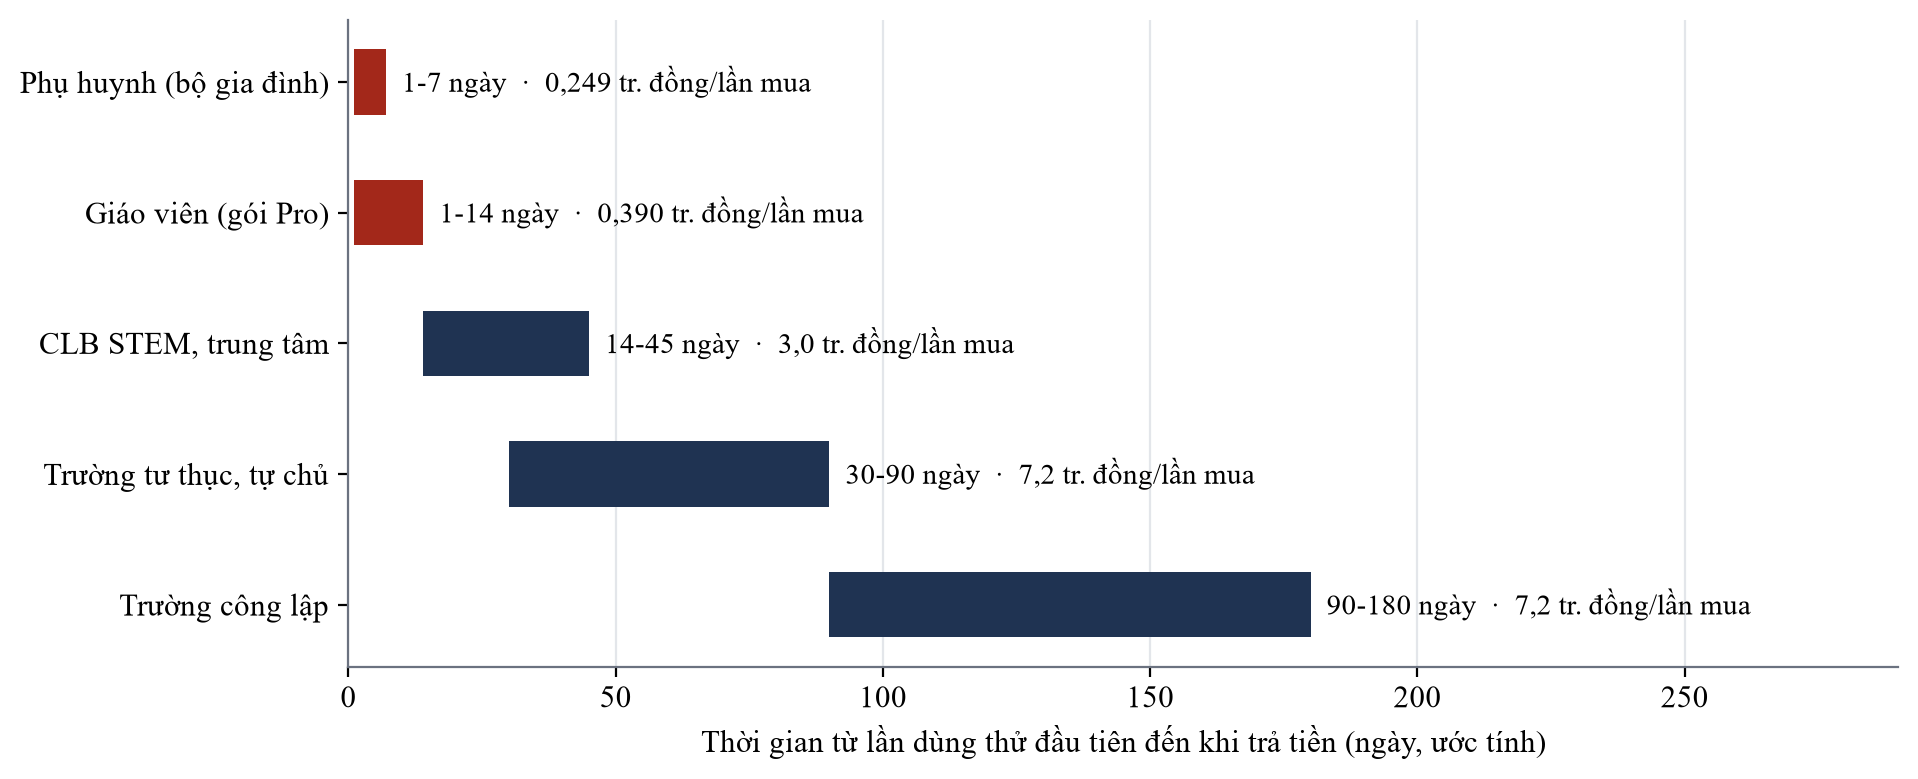 Phụ huynh (bộ gia đình) 1-7 ngày · 0,249 tr. đồng/lần mua
Giáo viên (gói Pro) 1-14 ngày · 0,390 tr. đồng/lần mua
CLB STEM, trung tâm 14-45 ngày · 3,0 tr. đồng/lần mua
Trường tư thục, tự chủ 30-90 ngày · 7,2 tr. đồng/lần mua
Trường công lập 90-180 ngày · 7,2 tr. đồng/lần mua
0 50 100 150 200 250
Thời gian từ lần dùng thử đầu tiên đến khi trả tiền (ngày, ước tính)